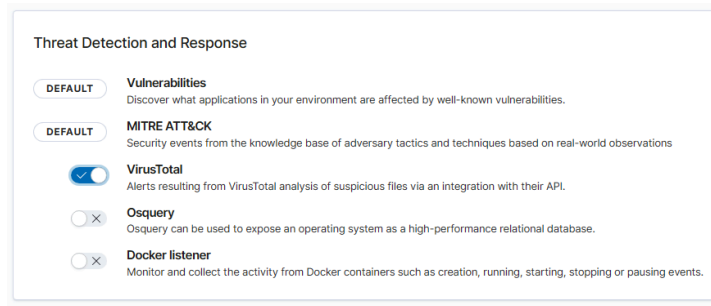 Threat Detection and Response
DEFAULT
Vulnerabilities
Discover what applications in your environment are affected by well-known vulnerabilities.
DEFAULT
MITRE ATT&CK
Security events from the knowledge base of adversary tactics and techniques based on real-world observations
VirusTotal
Alerts resulting from VirusTotal analysis of suspicious files via an integration with their API.
Osquery
Osquery can be used to expose an operating system as a high-performance relational database.
Docker listener
Monitor and collect the activity from Docker containers such as creation, running, starting, stopping or pausing events.